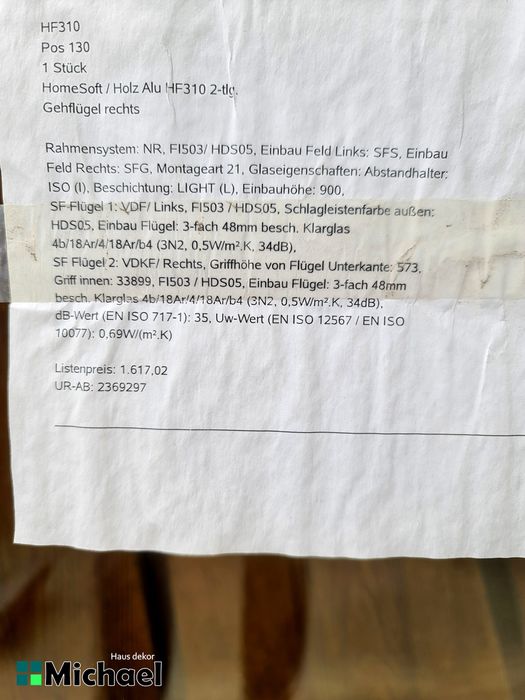 HF310
Pos 130
1 Stück
HomeSoft / Holz Alu HF310 2-tlg.
Gehflügel rechts
Rahmensystem: NR, FI503/ HDS05, Einbau Feld Links: SFS, Einbau
Feld Rechts: SFG, Montageart 21, Glaseigenschaften: Abstandhalter:
ISO (I), Beschichtung: LIGHT (L), Einbauhöhe: 900,
SF-Flügel 1: VDF/ Links, FI503 / HDS05, Schlagleistenfarbe außen:
HDS05, Einbau Flügel: 3-fach 48mm besch. Klarglas
4b/18Ar/4/18Ar/b4 (3N2, 0,5W/m².K, 34dB),
SF Flügel 2: VDKF/ Rechts, Griffhöhe von Flügel Unterkante: 573,
Griff innen: 33899, FI503 / HDS05, Einbau Flügel: 3-fach 48mm
besch. Klarglas 4b/18Ar/4/18Ar/b4 (3N2, 0,5W/m².K, 34dB),
dB-Wert (EN ISO 717-1): 35, Uw-Wert (EN ISO 12567 / EN ISO
10077): 0,69W/(m².K)
Listenpreis: 1.617,02
UR-AB: 2369297
Haus dekor
Michael